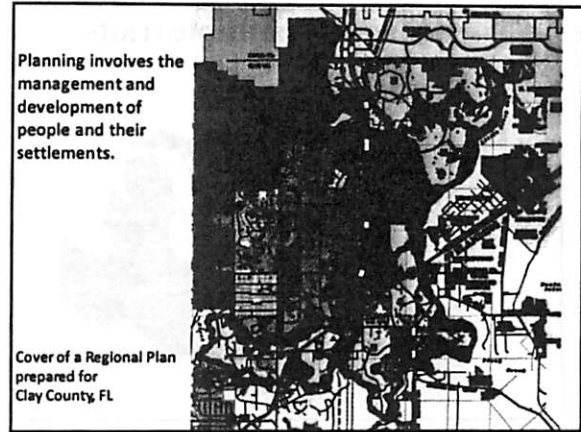 Planning involves the
management and
development of
people and their
settlements.
Cover of a Regional Plan
prepared for
Clay County, FL